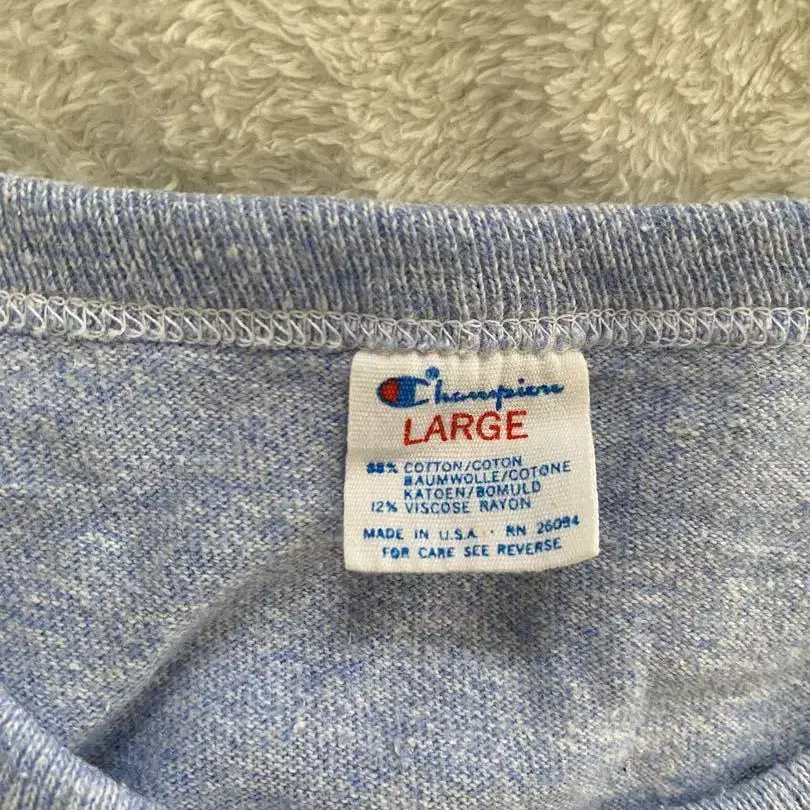 Champion®
LARGE
88% COTTON/COTON
BAUMWOLLE/COTONE
KATOEN/BOMULD
12% VISCOSE RAYON
MADE IN U.S.A. · RN 26094
FOR CARE SEE REVERSE